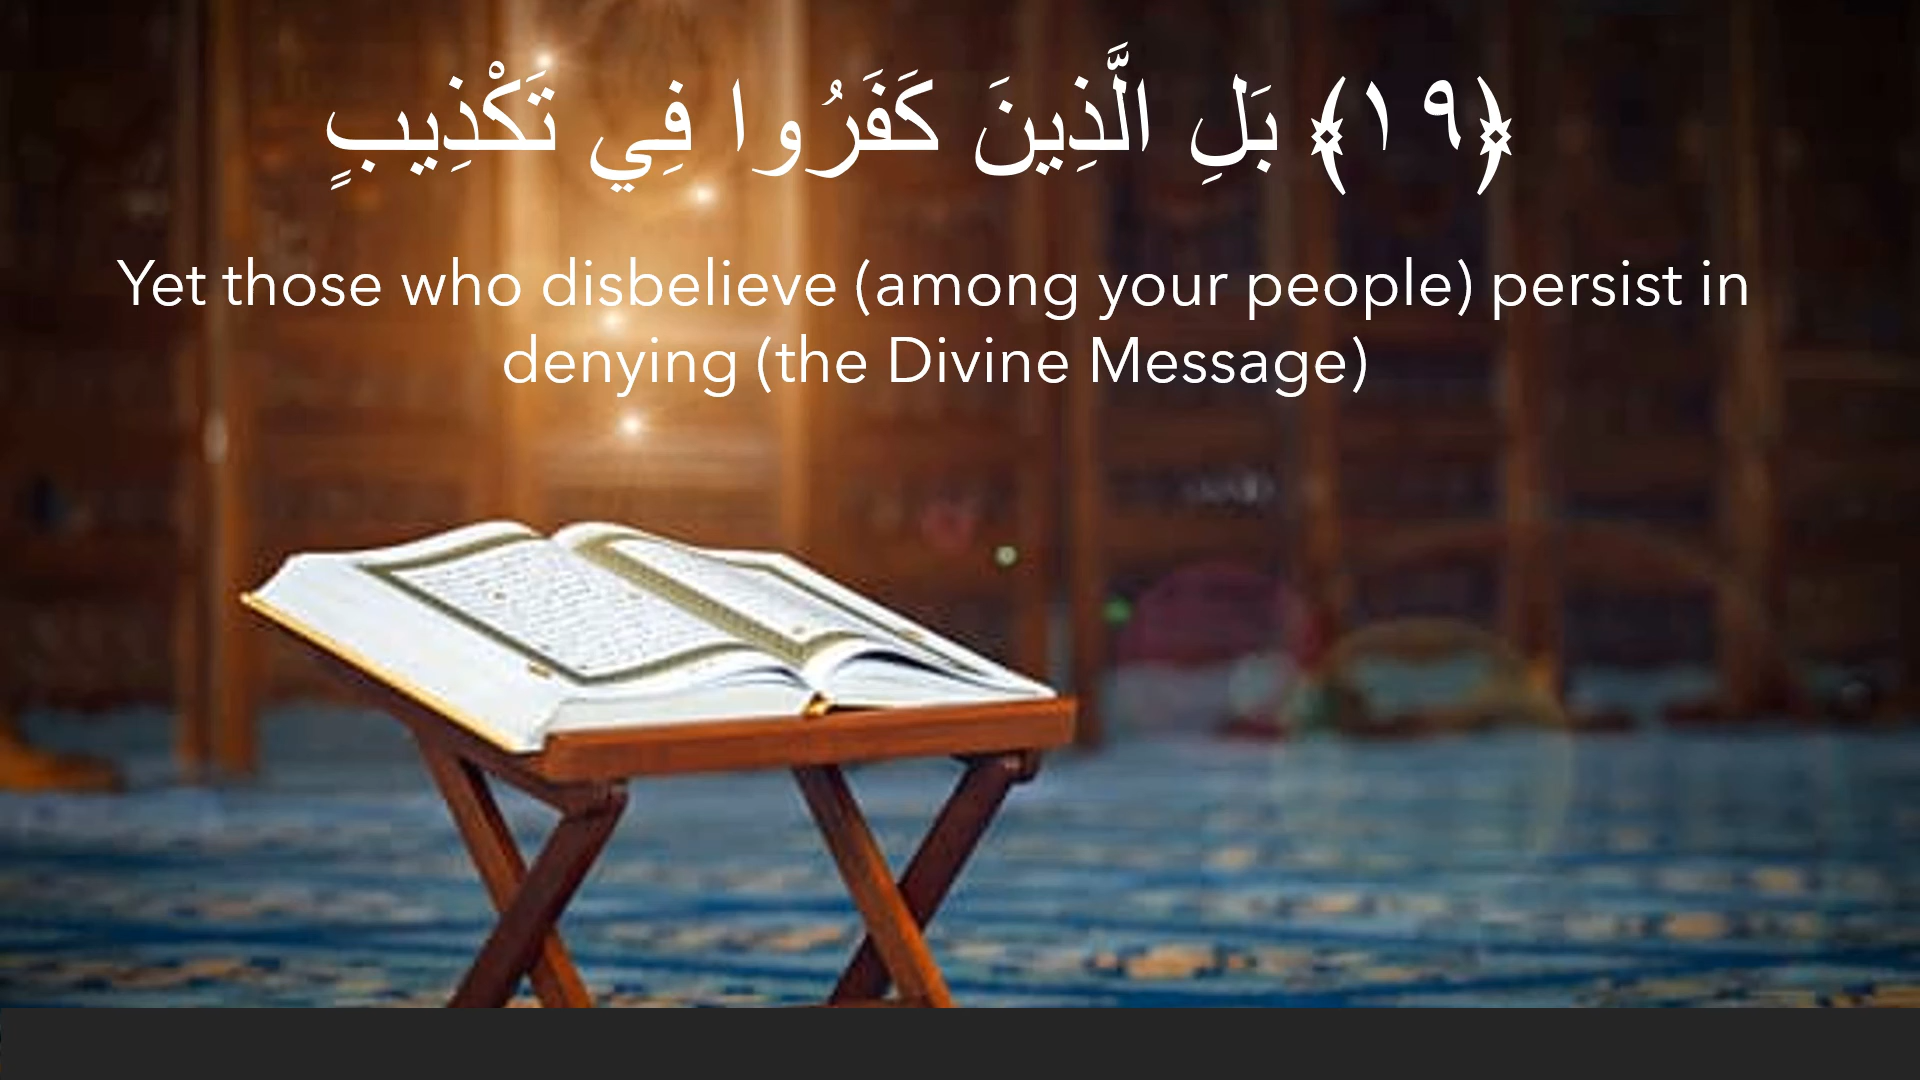 ﴿١٩﴾ بَلِ الَّذِينَ كَفَرُوا فِي تَكْذِيبٍ
Yet those who disbelieve (among your people) persist in
denying (the Divine Message)